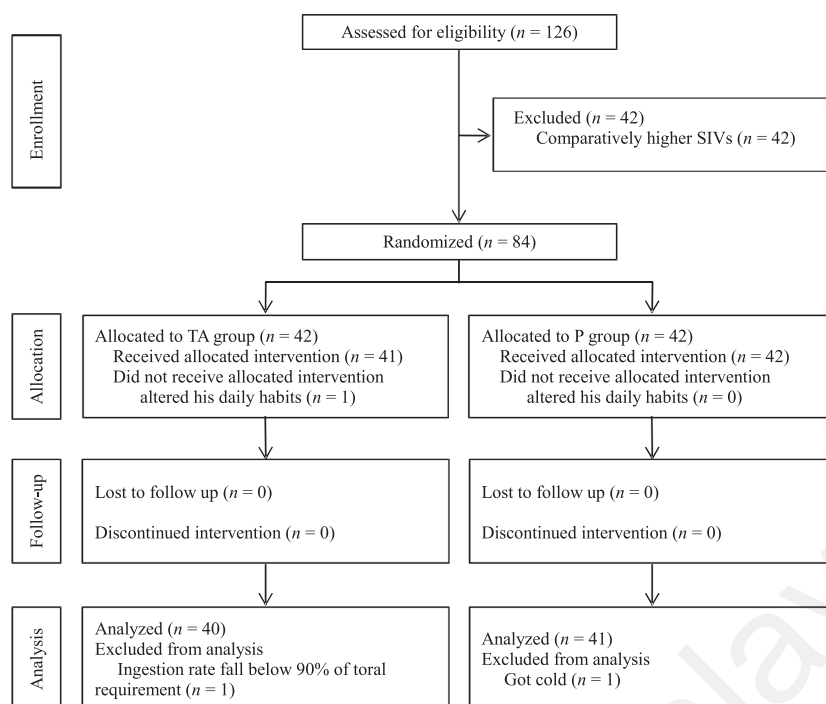 Assessed for eligibility (n = 126)
Enrollment
Excluded (n = 42)
Comparatively higher SIVs (n = 42)
Randomized (n = 84)
Allocation
Allocated to TA group (n = 42)
Received allocated intervention (n = 41)
Did not receive allocated intervention
altered his daily habits (n = 1)
Allocated to P group (n = 42)
Received allocated intervention (n = 42)
Did not receive allocated intervention
altered his daily habits (n = 0)
Follow-up
Lost to follow up (n = 0)
Discontinued intervention (n = 0)
Lost to follow up (n = 0)
Discontinued intervention (n = 0)
Analysis
Analyzed (n = 40)
Excluded from analysis
Ingestion rate fall below 90% of toral
requirement (n = 1)
Analyzed (n = 41)
Excluded from analysis
Got cold (n = 1)